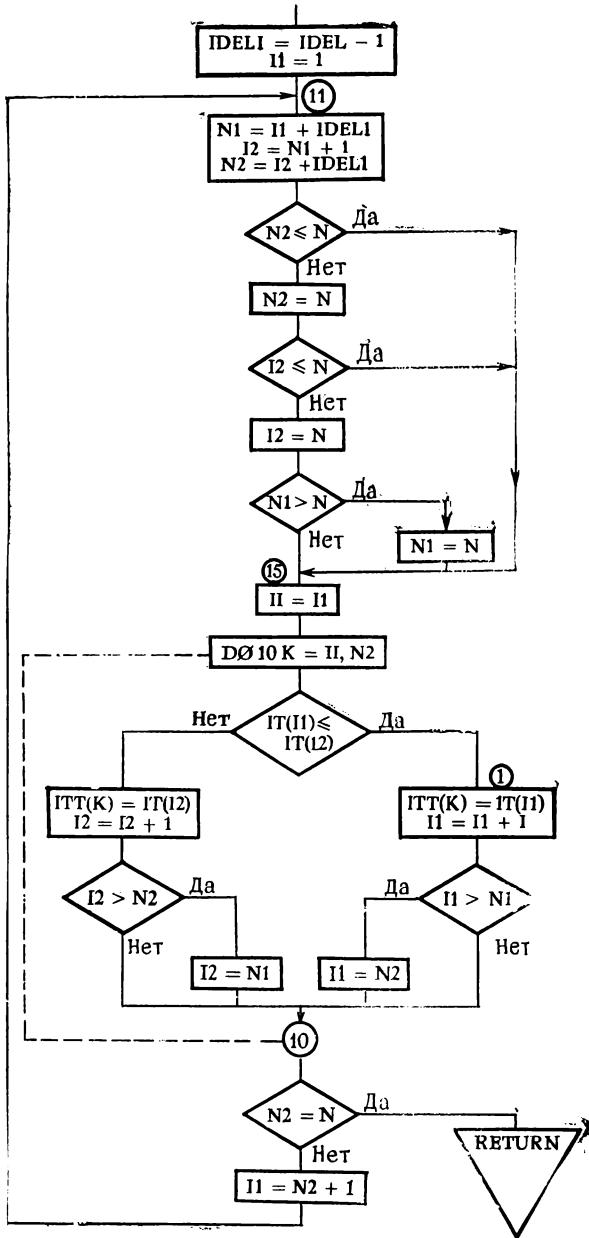 IDEL1 = IDEL − 1
I1 = 1
11
N1 = I1 + IDEL1
I2 = N1 + 1
N2 = I2 + IDEL1
N2 ⩽ N
Да
Нет
N2 = N
I2 ⩽ N
Да
Нет
I2 = N
N1 > N
Да
Нет
N1 = N
15
II = I1
DØ 10 K = II, N2
Нет
IT(I1) ⩽
IT(I2)
Да
1
ITT(K) = IT(I2)
I2 = I2 + 1
ITT(K) = IT(I1)
I1 = I1 + I
I2 > N2
Да
Нет
Да
I1 > N1
Нет
I2 = N1
I1 = N2
10
N2 = N
Да
Нет
RETURN
I1 = N2 + 1